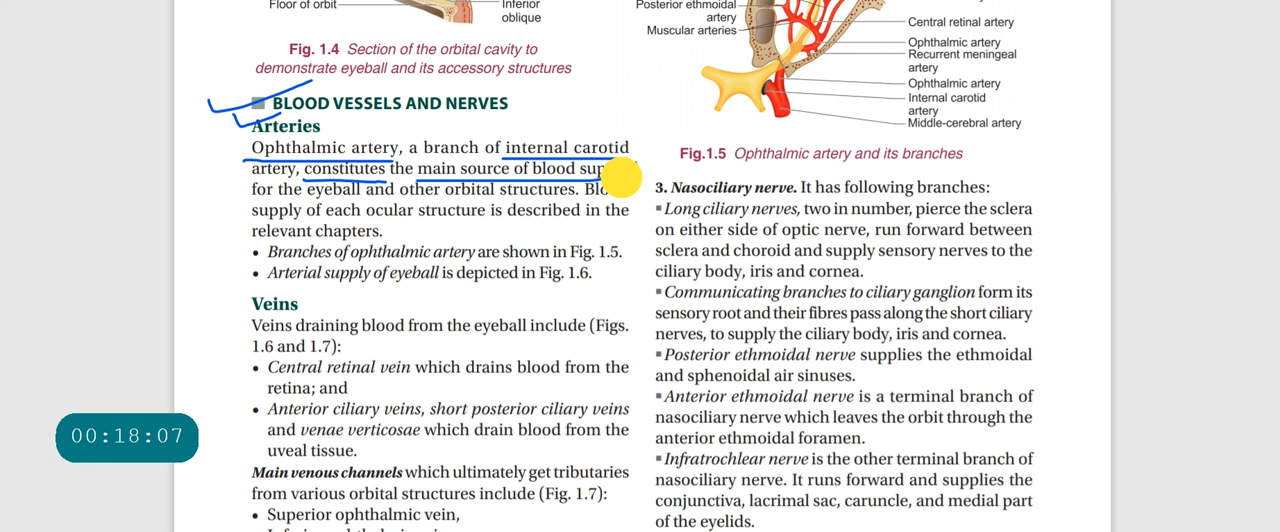 Floor of orbit
Inferior
oblique
Fig. 1.4 Section of the orbital cavity to
demonstrate eyeball and its accessory structures
BLOOD VESSELS AND NERVES
Arteries
Ophthalmic artery, a branch of internal carotid
artery, constitutes the main source of blood sup
for the eyeball and other orbital structures.
supply of each ocular structure is described in the
relevant chapters.
• Branches of ophthalmic artery are shown in Fig. 1.5.
• Arterial supply of eyeball is depicted in Fig. 1.6.
Veins
Veins draining blood from the eyeball include (Figs.
1.6 and 1.7):
• Central retinal vein which drains blood from the
retina; and
• Anterior ciliary veins, short posterior ciliary veins
and venae verticosae which drain blood from the
uveal tissue.
Main venous channels which ultimately get tributaries
from various orbital structures include (Fig. 1.7):
• Superior ophthalmic vein,
Posterior ethmoidal
artery
Muscular arteries
Central retinal artery
Ophthalmic artery
Recurrent meningeal
artery
Ophthalmic artery
Internal carotid
artery
Middle-cerebral artery
Fig.1.5 Ophthalmic artery and its branches
3. Nasociliary nerve. It has following branches:
▪ Long ciliary nerves, two in number, pierce the sclera
on either side of optic nerve, run forward between
sclera and choroid and supply sensory nerves to the
ciliary body, iris and cornea.
▪ Communicating branches to ciliary ganglion form its
sensory root and their fibres pass along the short ciliary
nerves, to supply the ciliary body, iris and cornea.
▪ Posterior ethmoidal nerve supplies the ethmoidal
and sphenoidal air sinuses.
▪ Anterior ethmoidal nerve is a terminal branch of
nasociliary nerve which leaves the orbit through the
anterior ethmoidal foramen.
▪ Infratrochlear nerve is the other terminal branch of
nasociliary nerve. It runs forward and supplies the
conjunctiva, lacrimal sac, caruncle, and medial part
of the eyelids.
00:18:07